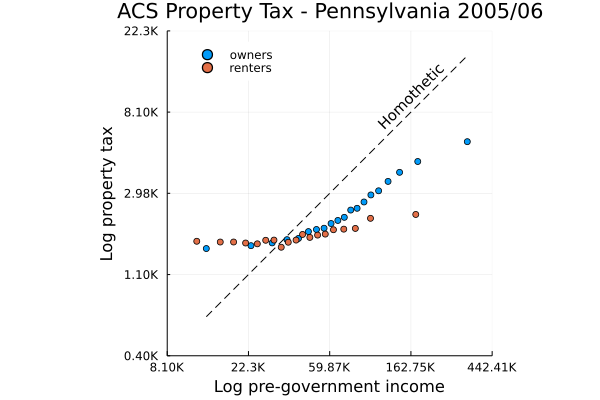 ACS Property Tax - Pennsylvania 2005/06
22.3K
owners
renters
Homothetic
8.10K
Log property tax
2.98K
1.10K
0.40K
8.10K 22.3K 59.87K 162.75K 442.41K
Log pre-government income